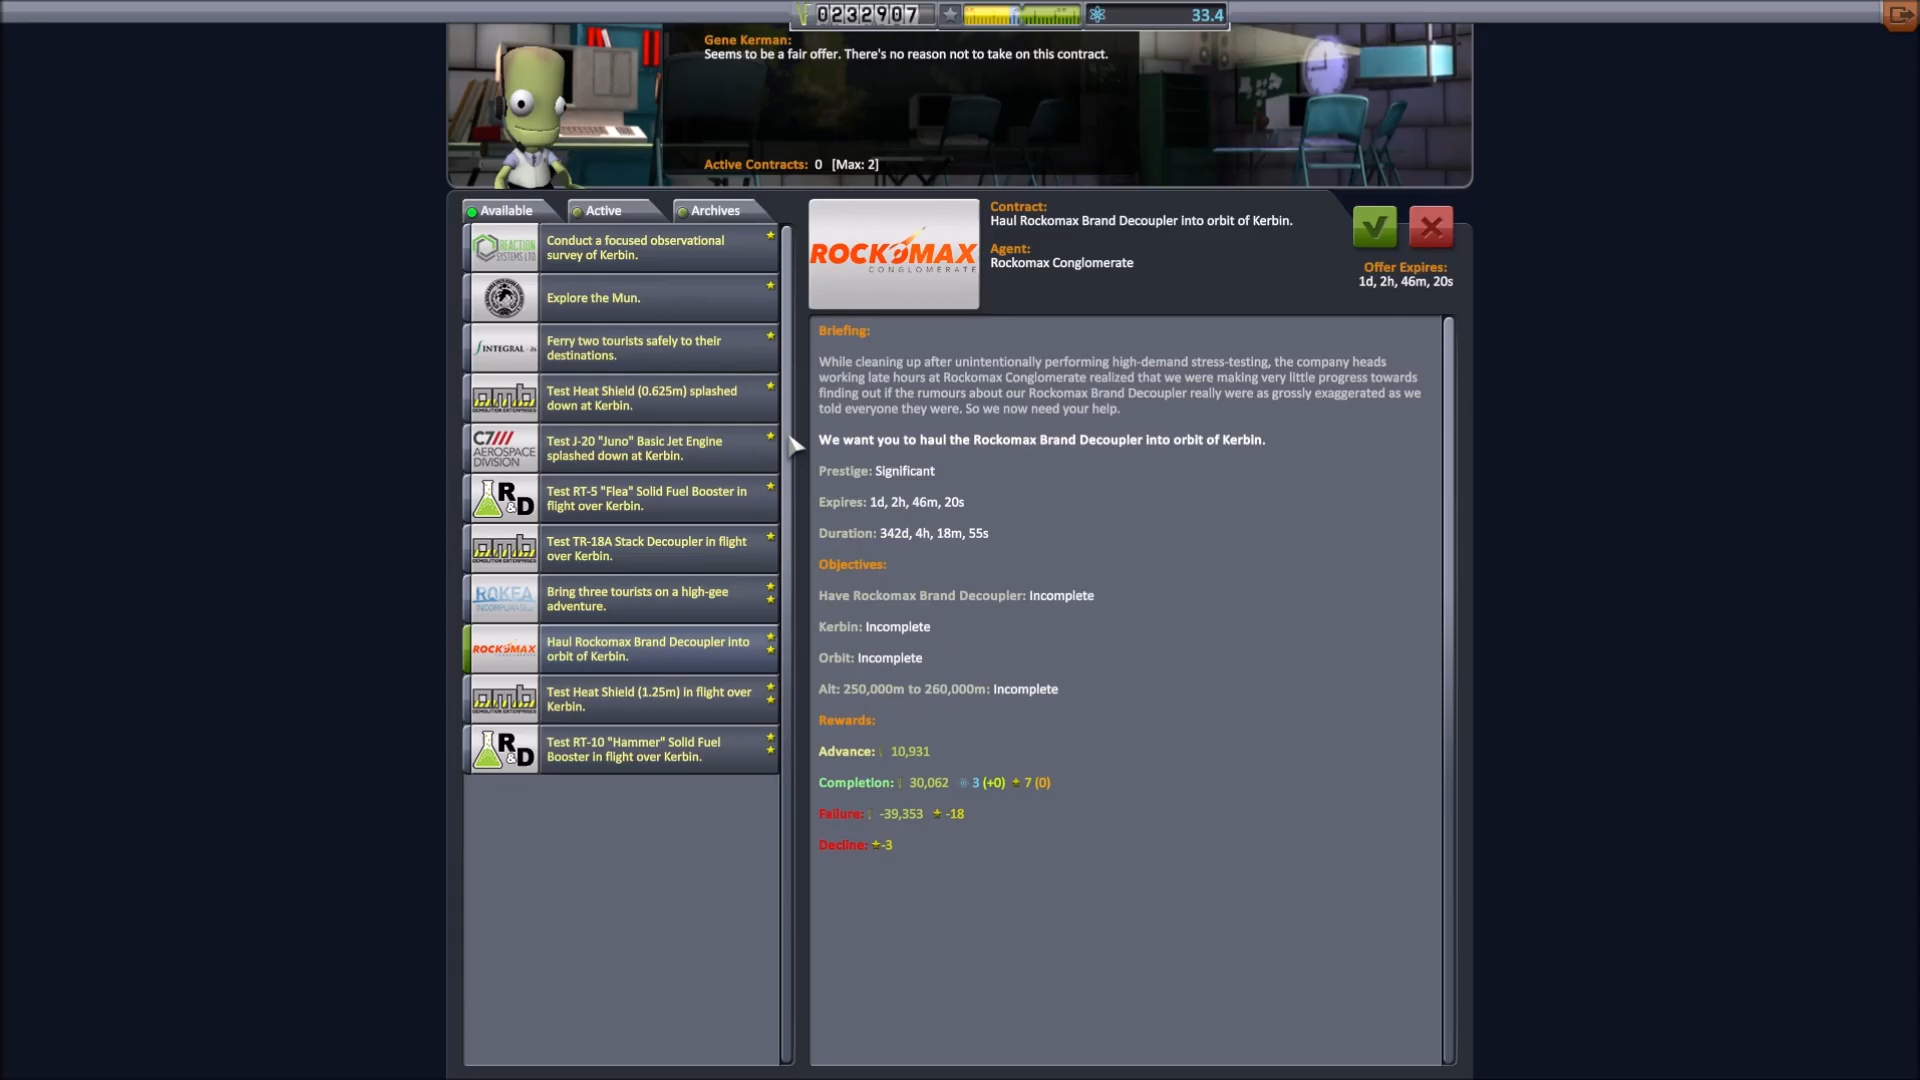 0232907
33.4
Gene Kerman:
Seems to be a fair offer. There's no reason not to take on this contract.
Active Contracts: 0 [Max: 2]
Available
Active
Archives
REACTION
SYSTEMS LTD
Conduct a focused observational
survey of Kerbin.
Explore the Mun.
INTEGRAL
Ferry two tourists safely to their
destinations.
Test Heat Shield (0.625m) splashed
down at Kerbin.
C7///
AEROSPACE
DIVISION
Test J-20 "Juno" Basic Jet Engine
splashed down at Kerbin.
R&D
Test RT-5 "Flea" Solid Fuel Booster in
flight over Kerbin.
Test TR-18A Stack Decoupler in flight
over Kerbin.
ROKEA
INCORPORATED
Bring three tourists on a high-gee
adventure.
ROCKOMAX
Haul Rockomax Brand Decoupler into
orbit of Kerbin.
Test Heat Shield (1.25m) in flight over
Kerbin.
R&D
Test RT-10 "Hammer" Solid Fuel
Booster in flight over Kerbin.
ROCKOMAX
CONGLOMERATE
Contract:
Haul Rockomax Brand Decoupler into orbit of Kerbin.
Agent:
Rockomax Conglomerate
Offer Expires:
1d, 2h, 46m, 20s
Briefing:
While cleaning up after unintentionally performing high-demand stress-testing, the company heads
working late hours at Rockomax Conglomerate realized that we were making very little progress towards
finding out if the rumours about our Rockomax Brand Decoupler really were as grossly exaggerated as we
told everyone they were. So we now need your help.
We want you to haul the Rockomax Brand Decoupler into orbit of Kerbin.
Prestige: Significant
Expires: 1d, 2h, 46m, 20s
Duration: 342d, 4h, 18m, 55s
Objectives:
Have Rockomax Brand Decoupler: Incomplete
Kerbin: Incomplete
Orbit: Incomplete
Alt: 250,000m to 260,000m: Incomplete
Rewards:
Advance: 10,931
Completion: 30,062 3 (+0) 7 (0)
Failure: -39,353 -18
Decline: -3